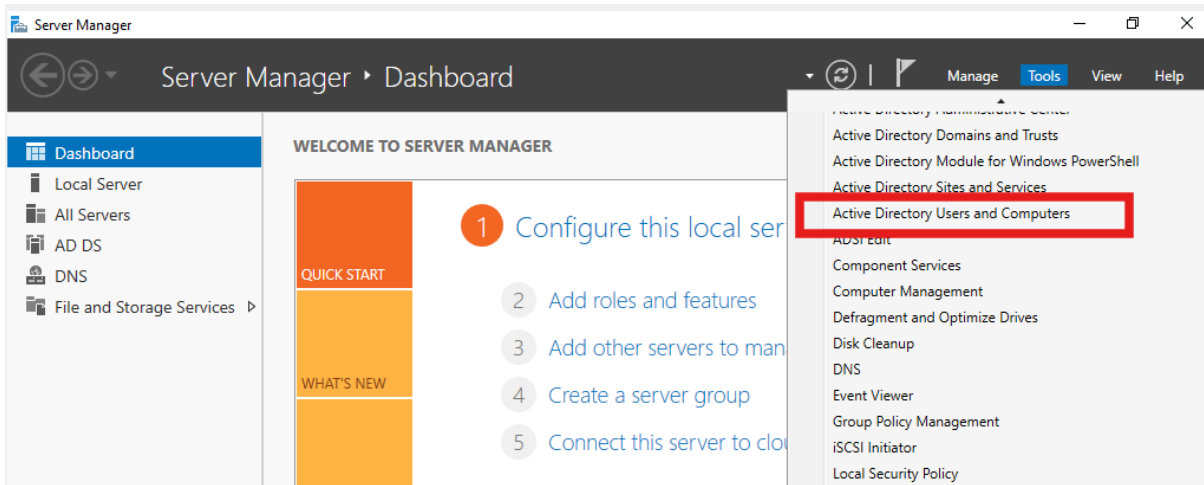 Server Manager
Server Manager • Dashboard
Manage Tools View Help
Dashboard
Local Server
All Servers
AD DS
DNS
File and Storage Services
WELCOME TO SERVER MANAGER
QUICK START
WHAT'S NEW
1 Configure this local ser
2 Add roles and features
3 Add other servers to man
4 Create a server group
5 Connect this server to clou
Active Directory Administrative Center
Active Directory Domains and Trusts
Active Directory Module for Windows PowerShell
Active Directory Sites and Services
Active Directory Users and Computers
ADSI Edit
Component Services
Computer Management
Defragment and Optimize Drives
Disk Cleanup
DNS
Event Viewer
Group Policy Management
iSCSI Initiator
Local Security Policy